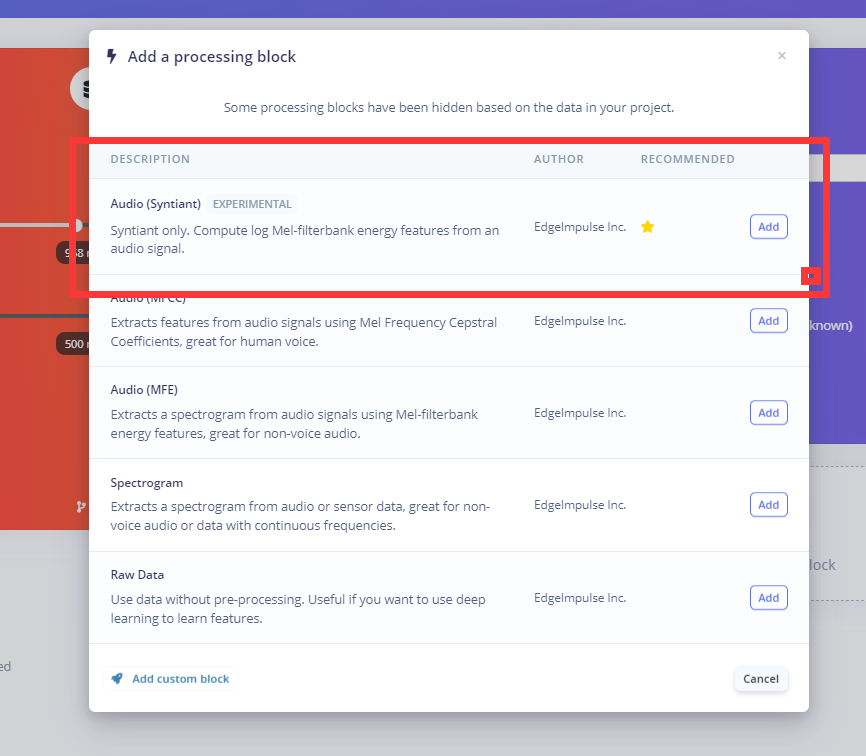 Add a processing block
×
Some processing blocks have been hidden based on the data in your project.
DESCRIPTION AUTHOR RECOMMENDED
Audio (Syntiant) EXPERIMENTAL
Syntiant only. Compute log Mel-filterbank energy features from an
audio signal.
EdgeImpulse Inc.
Add
Audio (MFCC)
Extracts features from audio signals using Mel Frequency Cepstral
Coefficients, great for human voice.
EdgeImpulse Inc.
Add
Audio (MFE)
Extracts a spectrogram from audio signals using Mel-filterbank
energy features, great for non-voice audio.
EdgeImpulse Inc.
Add
Spectrogram
Extracts a spectrogram from audio or sensor data, great for non-
voice audio or data with continuous frequencies.
EdgeImpulse Inc.
Add
Raw Data
Use data without pre-processing. Useful if you want to use deep
learning to learn features.
EdgeImpulse Inc.
Add
Add custom block
Cancel
500
known)
lock
ed